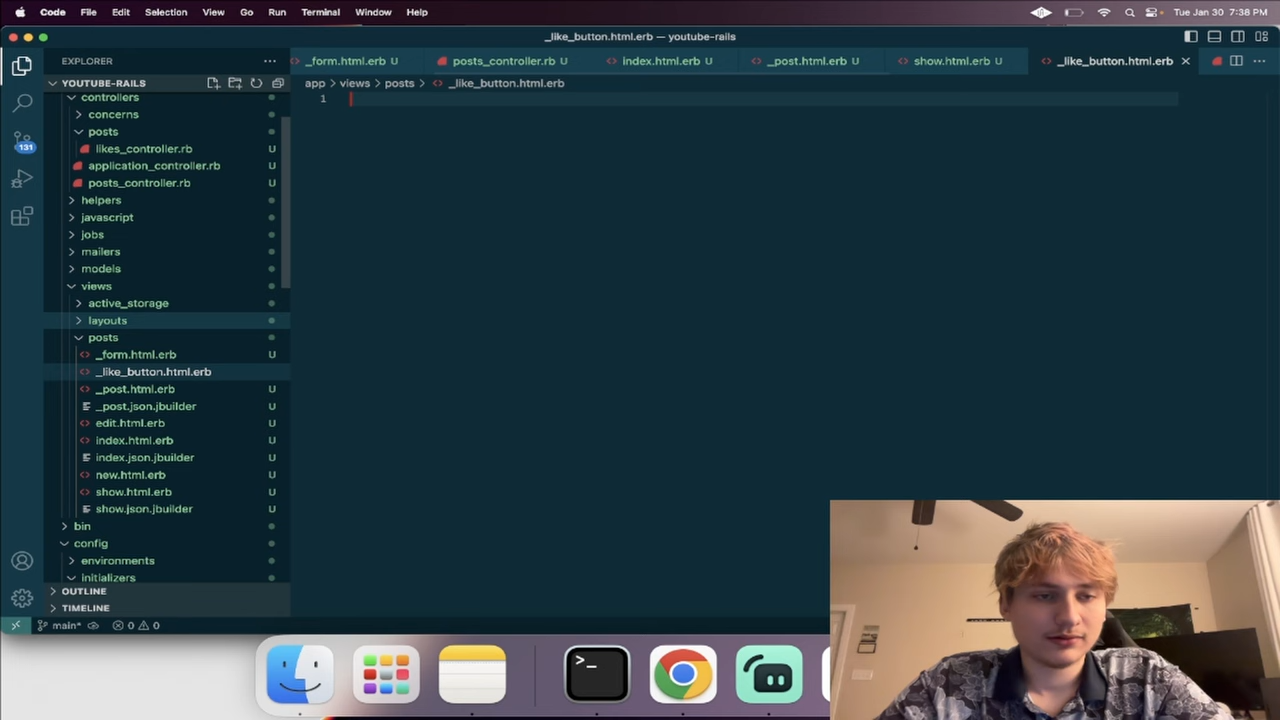 Code File Edit Selection View Go Run Terminal Window Help
Tue Jan 30 7:38 PM
_like_button.html.erb — youtube-rails
EXPLORER
_form.html.erb U
posts_controller.rb U
index.html.erb U
_post.html.erb U
show.html.erb U
_like_button.html.erb
YOUTUBE-RAILS
app > views > posts > _like_button.html.erb
1
controllers
concerns
posts
likes_controller.rb U
application_controller.rb U
posts_controller.rb U
helpers
javascript
jobs
mailers
models
views
active_storage
layouts
posts
_form.html.erb U
_like_button.html.erb
_post.html.erb U
_post.json.jbuilder U
edit.html.erb U
index.html.erb U
index.json.jbuilder U
new.html.erb U
show.html.erb U
show.json.jbuilder U
bin
config
environments
initializers
OUTLINE
TIMELINE
131
main* 0 0
>_